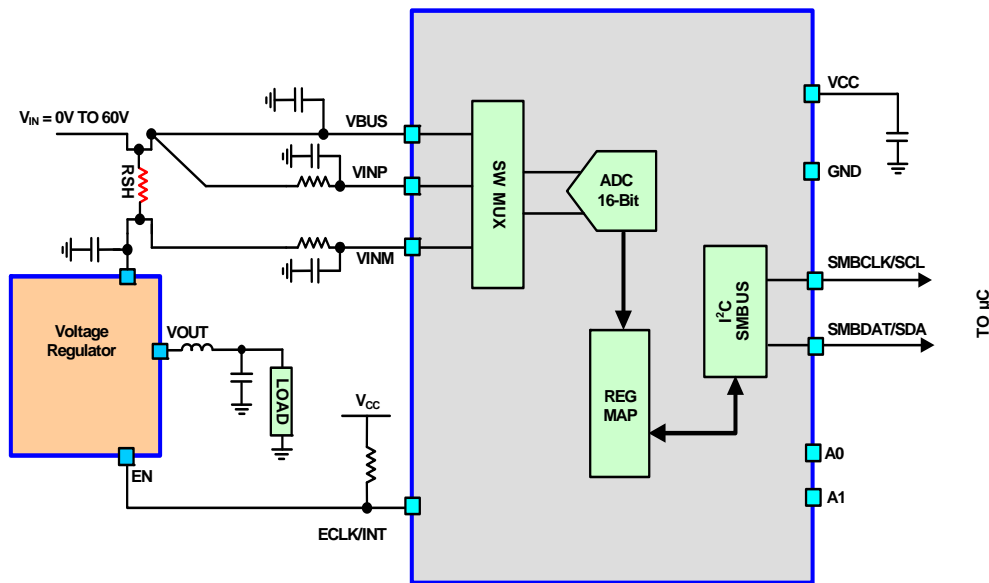 VIN = 0V TO 60V
RSH
VBUS
VINP
VINM
SW MUX
ADC
16-Bit
VCC
GND
I2C
SMBUS
SMBCLK/SCL
SMBDAT/SDA
TO µC
Voltage
Regulator
VOUT
LOAD
EN
VCC
ECLK/INT
REG
MAP
A0
A1